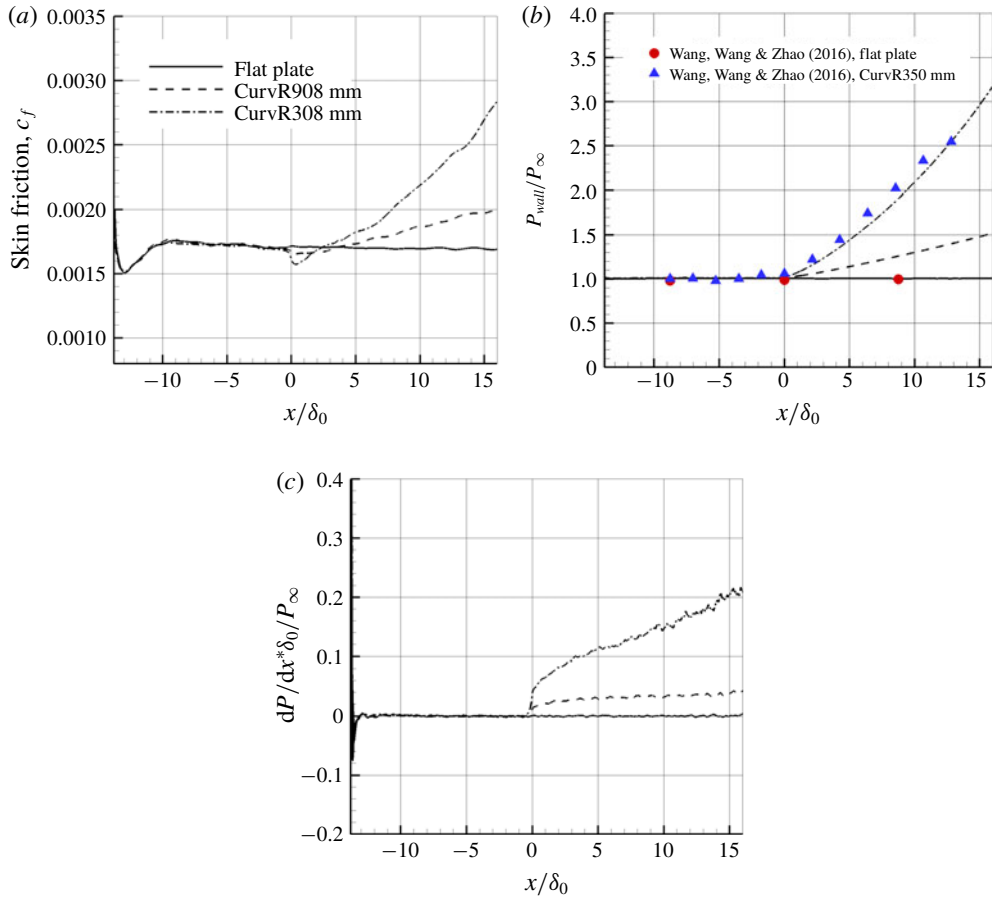 (a)
0.0035
0.0030
0.0025
0.0020
0.0015
0.0010
Skin friction, c_f
Flat plate
CurvR908 mm
CurvR308 mm
−10 −5 0 5 10 15
x/δ_0
(b)
4.0
3.5
3.0
2.5
2.0
1.5
1.0
0.5
0
P_wall/P_∞
Wang, Wang & Zhao (2016), flat plate
Wang, Wang & Zhao (2016), CurvR350 mm
−10 −5 0 5 10 15
x/δ_0
(c)
0.4
0.3
0.2
0.1
0
−0.1
−0.2
dP/dx*δ_0/P_∞
−10 −5 0 5 10 15
x/δ_0